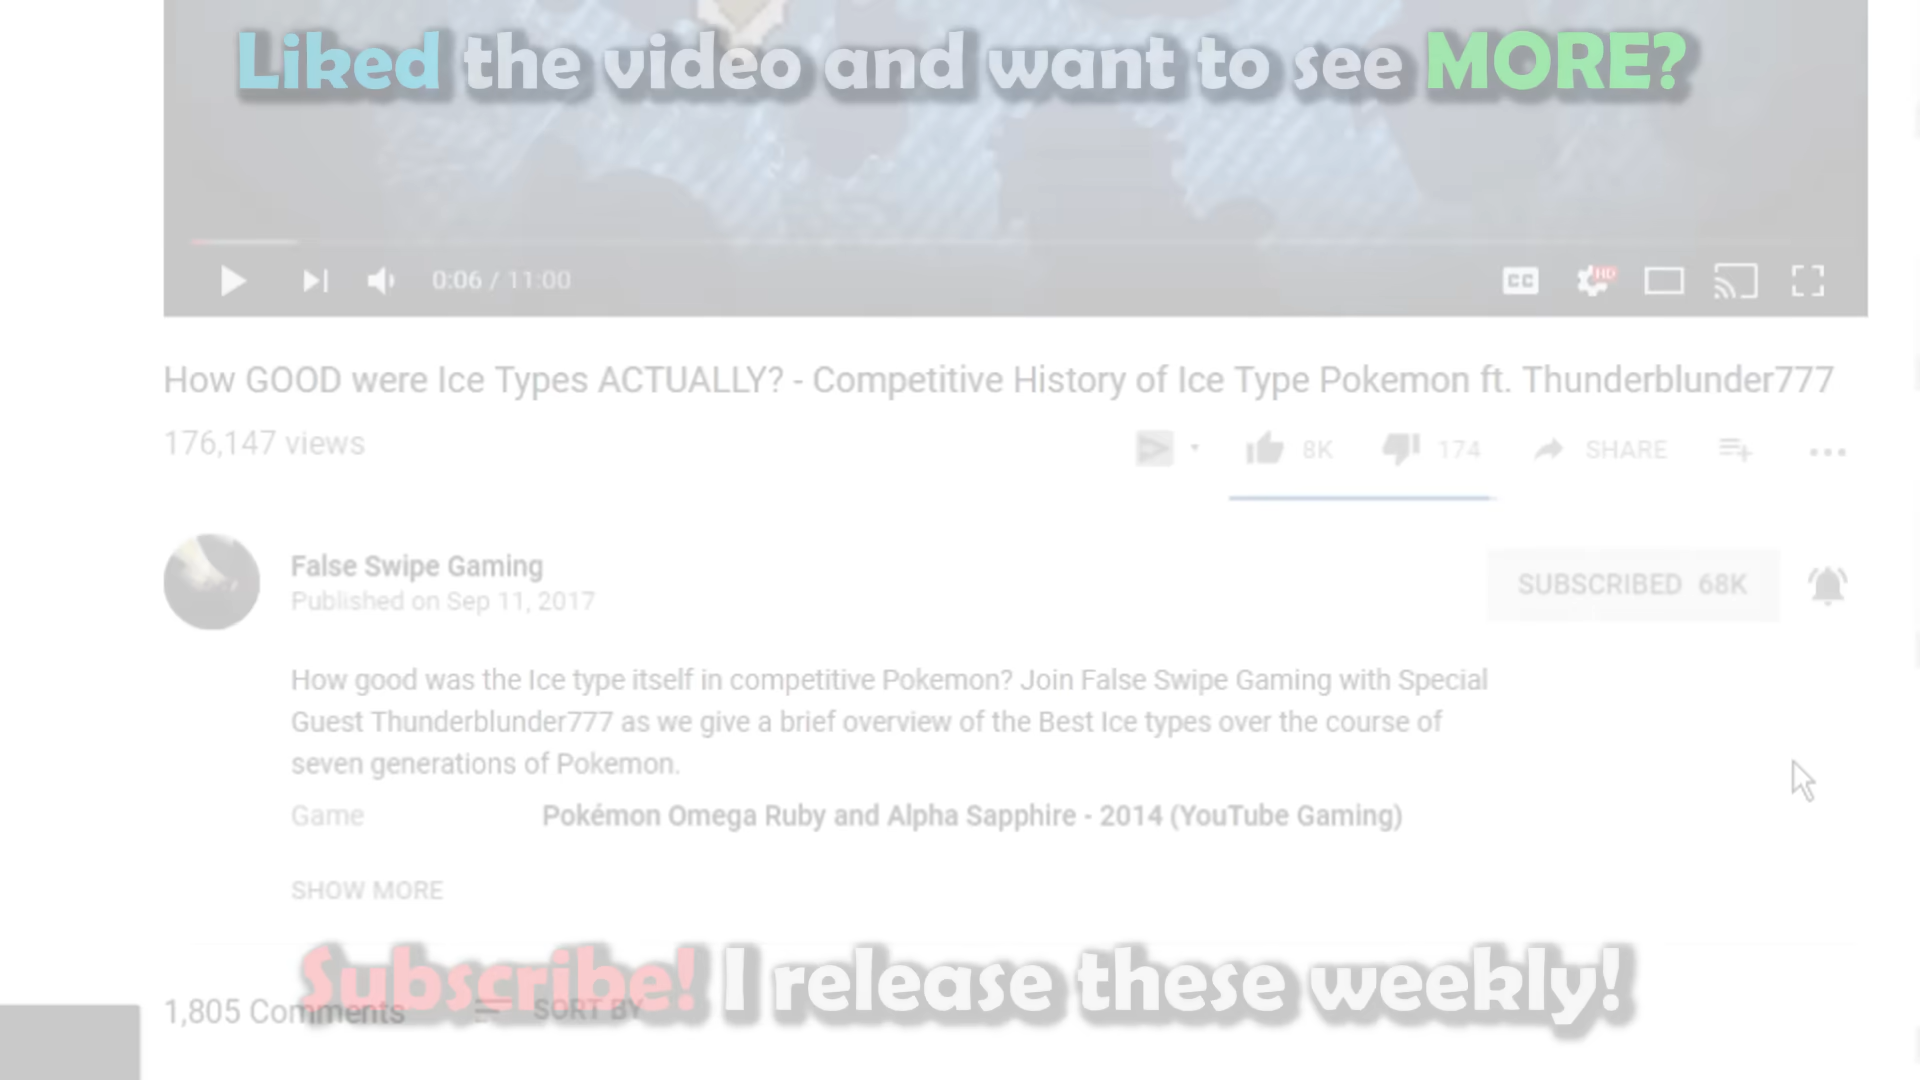 Liked the video and want to see MORE?
0:06 / 11:00
CC
HD
How GOOD were Ice Types ACTUALLY? - Competitive History of Ice Type Pokemon ft. Thunderblunder777
176,147 views
8K
174
SHARE
False Swipe Gaming
Published on Sep 11, 2017
SUBSCRIBED 68K
How good was the Ice type itself in competitive Pokemon? Join False Swipe Gaming with Special
Guest Thunderblunder777 as we give a brief overview of the Best Ice types over the course of
seven generations of Pokemon.
Game Pokémon Omega Ruby and Alpha Sapphire - 2014 (YouTube Gaming)
SHOW MORE
Subscribe! I release these weekly!
1,805 Comments SORT BY